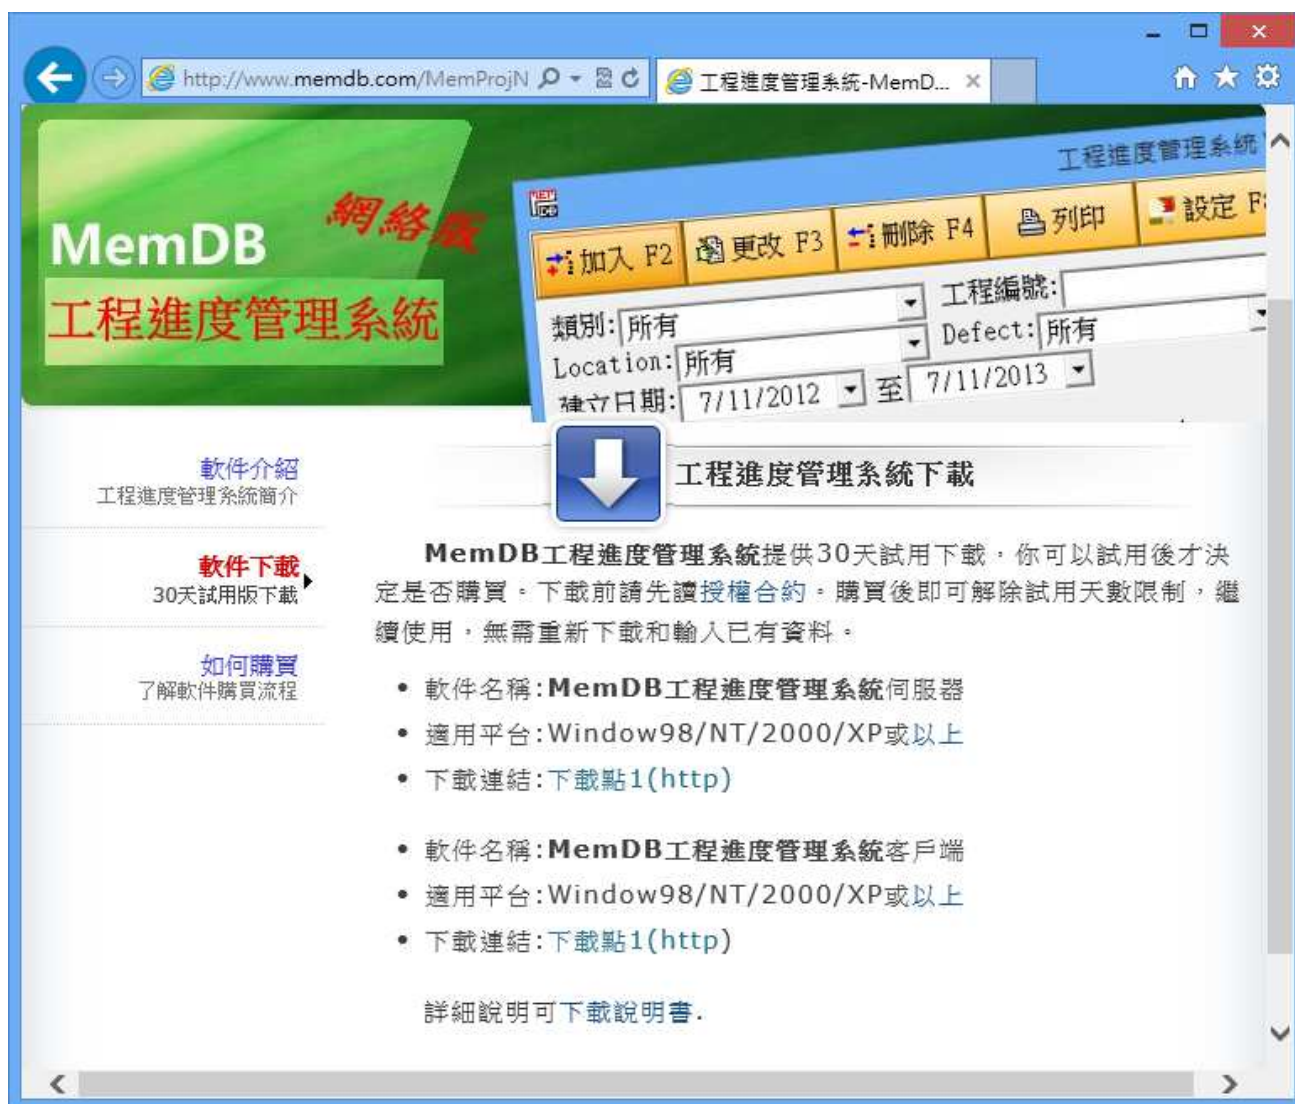 http://www.memdb.com/MemProjN
工程進度管理系統-MemD...
MemDB
網絡版
工程進度管理系統
工程進度管理系統
MEM DB
加入 F2
更改 F3
刪除 F4
列印
設定
類別:所有
工程編號:
Location:所有
Defect:所有
建立日期: 7/11/2012 至 7/11/2013
軟件介紹
工程進度管理系統簡介
軟件下載
30天試用版下載
如何購買
了解軟件購買流程
工程進度管理系統下載
MemDB工程進度管理系統提供30天試用下載,你可以試用後才決
定是否購買。下載前請先讀授權合約。購買後即可解除試用天數限制,繼
續使用,無需重新下載和輸入已有資料。
• 軟件名稱:MemDB工程進度管理系統伺服器
• 適用平台:Window98/NT/2000/XP或以上
• 下載連結:下載點1(http)
• 軟件名稱:MemDB工程進度管理系統客戶端
• 適用平台:Window98/NT/2000/XP或以上
• 下載連結:下載點1(http)
詳細說明可下載說明書.